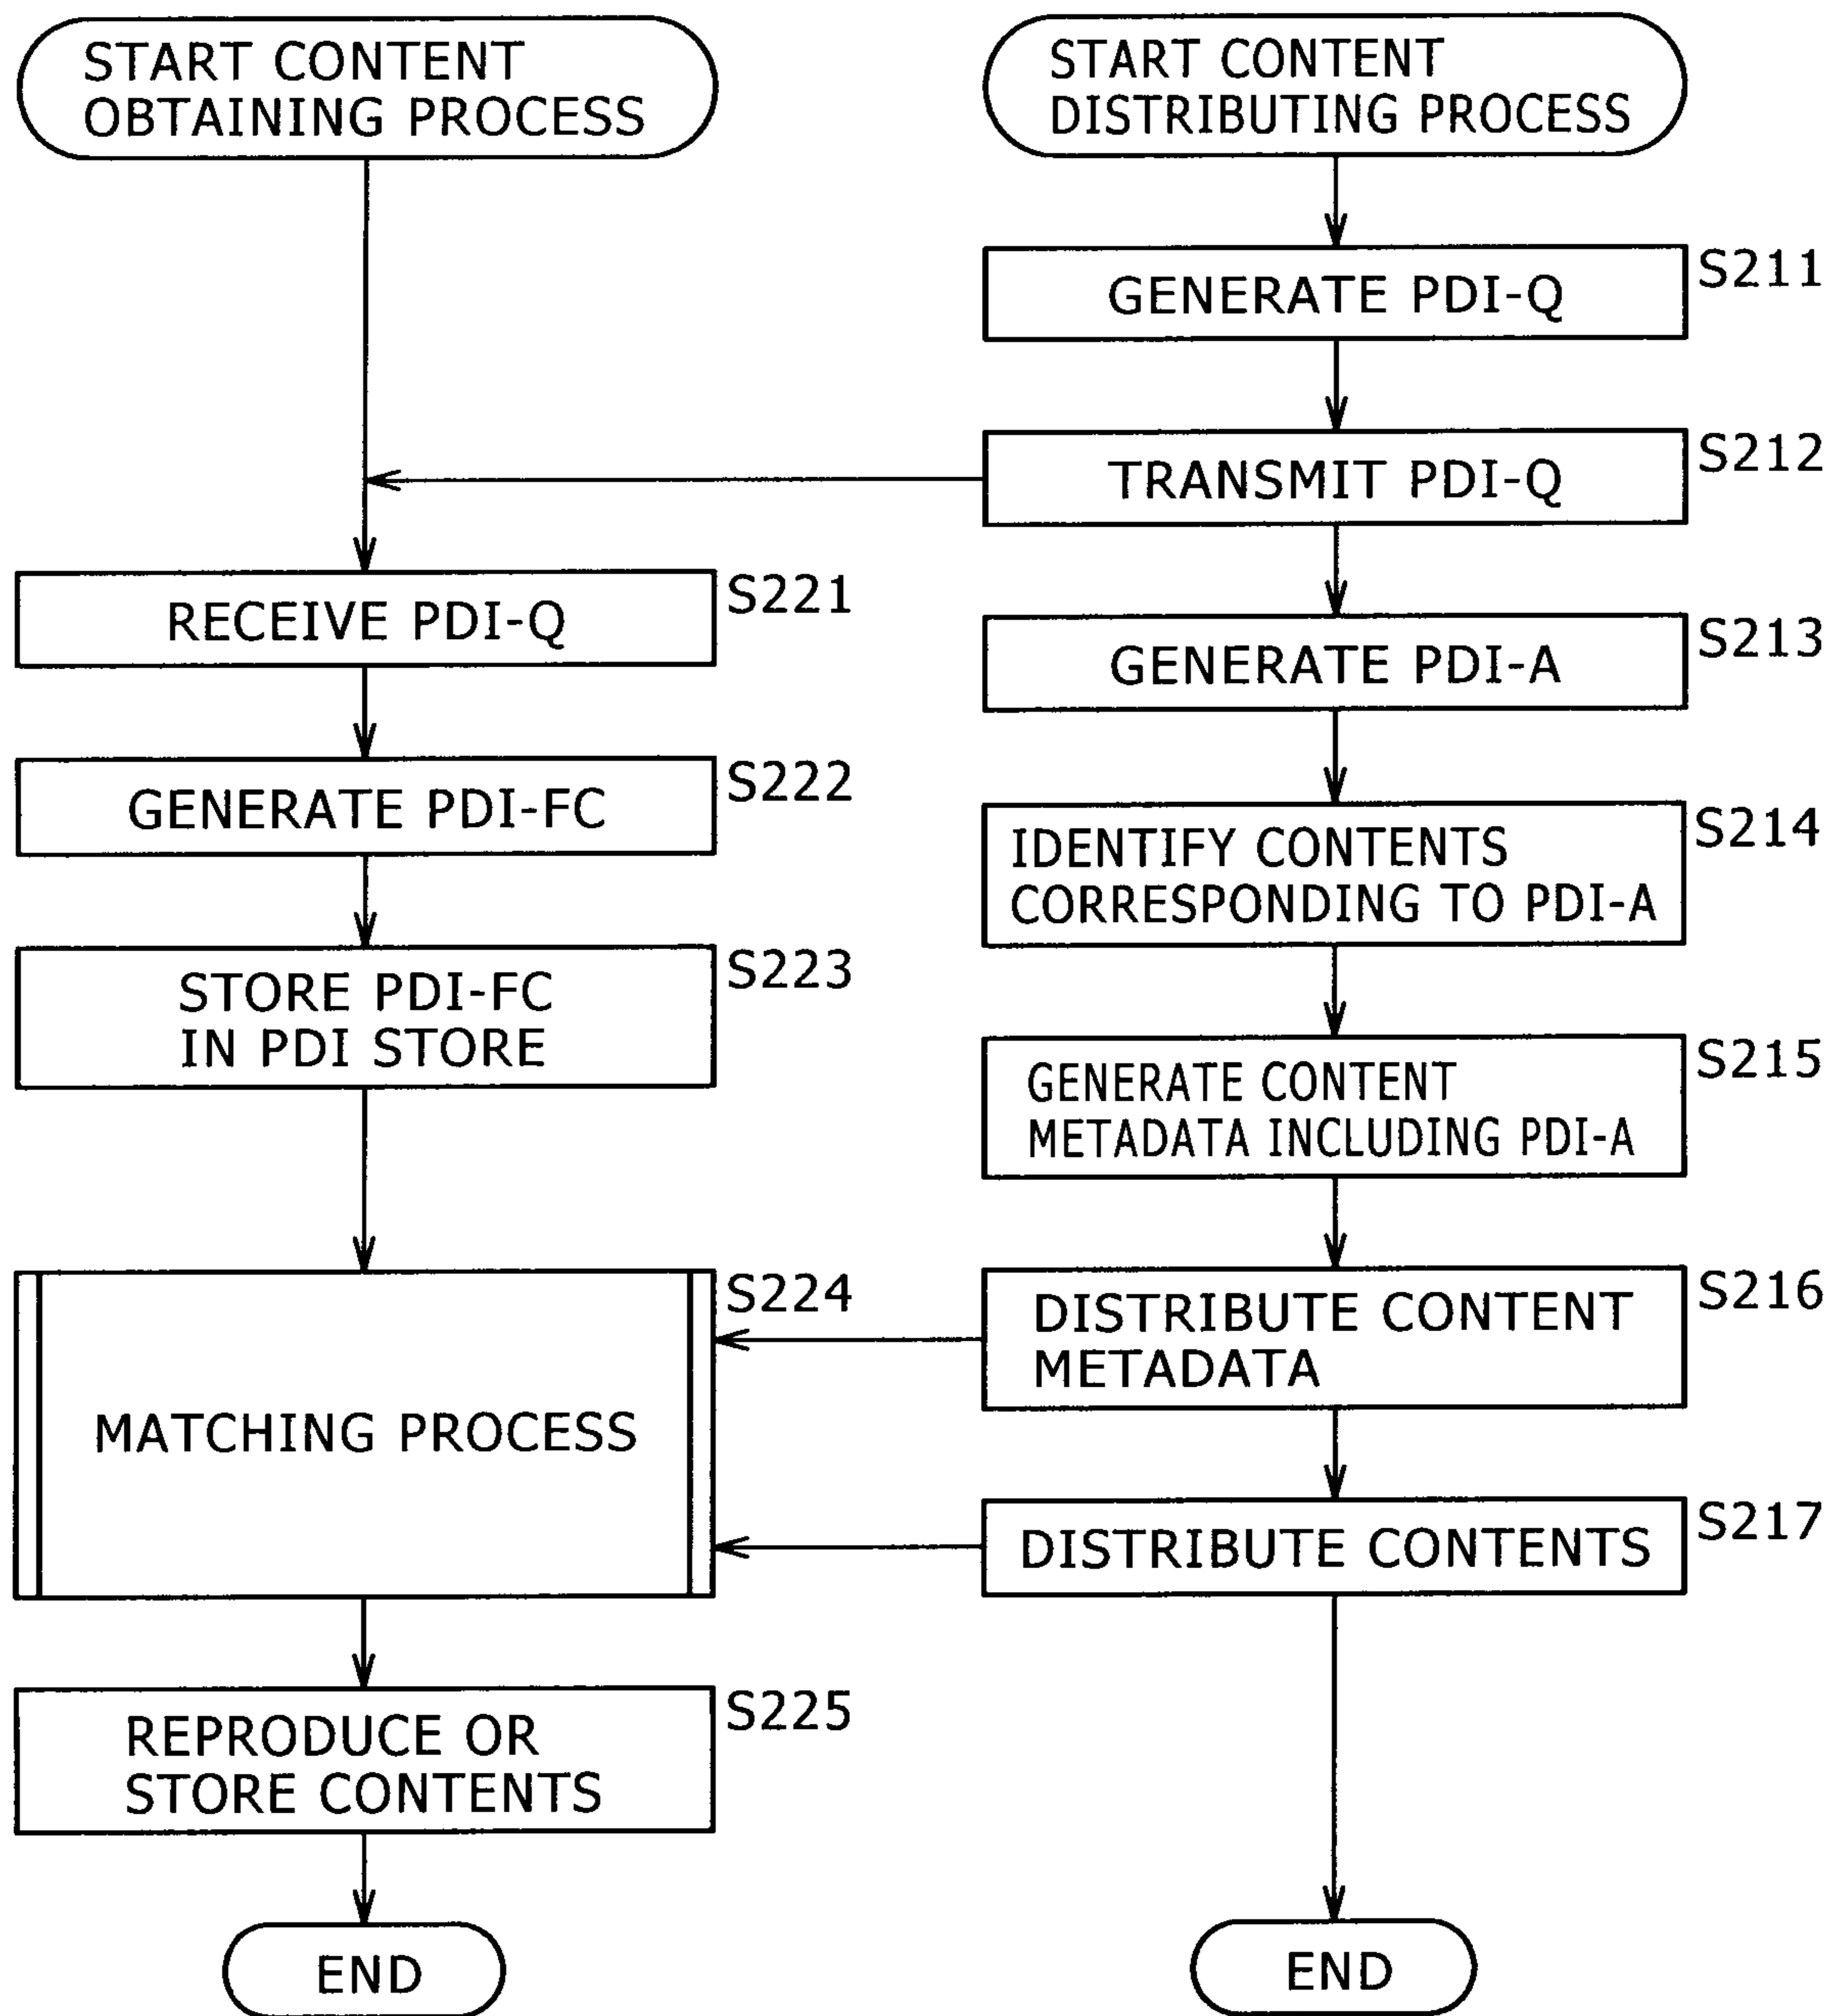 START CONTENT
OBTAINING PROCESS
START CONTENT
DISTRIBUTING PROCESS
GENERATE PDI-Q
S211
TRANSMIT PDI-Q
S212
RECEIVE PDI-Q
S221
GENERATE PDI-A
S213
GENERATE PDI-FC
S222
IDENTIFY CONTENTS
CORRESPONDING TO PDI-A
S214
STORE PDI-FC
IN PDI STORE
S223
GENERATE CONTENT
METADATA INCLUDING PDI-A
S215
MATCHING PROCESS
S224
DISTRIBUTE CONTENT
METADATA
S216
DISTRIBUTE CONTENTS
S217
REPRODUCE OR
STORE CONTENTS
S225
END
END